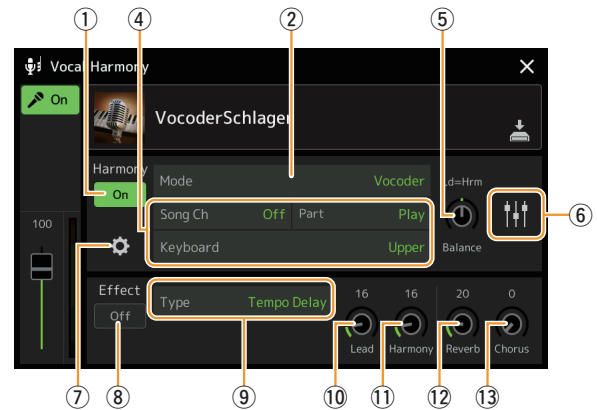 ① ④ ② ⑤
Vocal Harmony
On
VocoderSchlager
Harmony
On
Mode Vocoder
Ld=Hrm
Song Ch Off Part Play
Keyboard Upper
Balance
⑥
100
Effect
Off
Type Tempo Delay
16 16 20 0
Lead Harmony Reverb Chorus
⑦ ⑧ ⑨ ⑩ ⑪ ⑫ ⑬